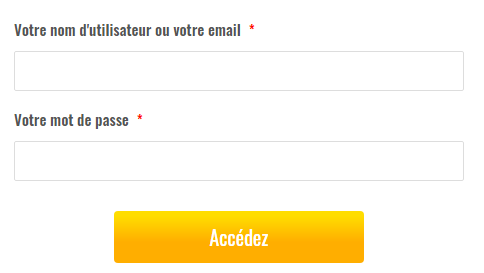 Votre nom d'utilisateur ou votre email *
Votre mot de passe *
Accédez